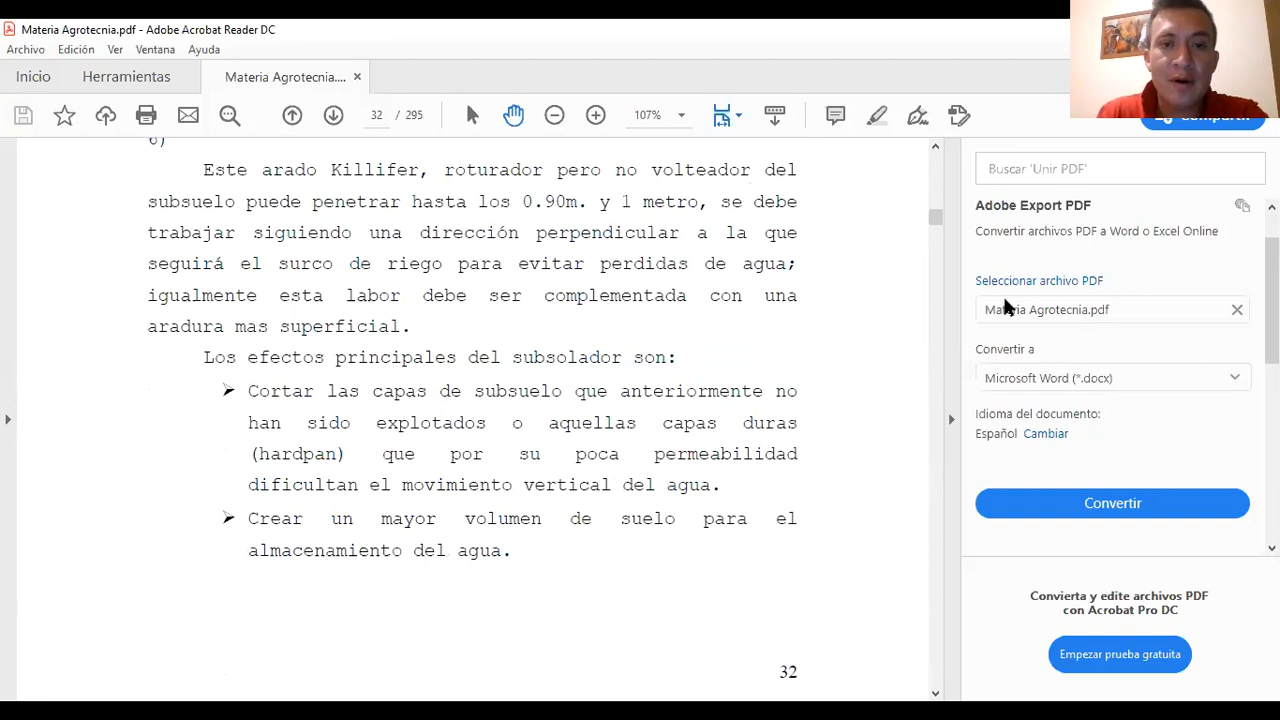 Materia Agrotecnia.pdf - Adobe Acrobat Reader DC
Archivo Edición Ver Ventana Ayuda
Inicio Herramientas Materia Agrotecnia.... ×
32 / 295 107%
6)
Este arado Killifer, roturador pero no volteador del
subsuelo puede penetrar hasta los 0.90m. y 1 metro, se debe
trabajar siguiendo una dirección perpendicular a la que
seguirá el surco de riego para evitar perdidas de agua;
igualmente esta labor debe ser complementada con una
aradura mas superficial.
Los efectos principales del subsolador son:
➢ Cortar las capas de subsuelo que anteriormente no
han sido explotados o aquellas capas duras
(hardpan) que por su poca permeabilidad
dificultan el movimiento vertical del agua.
➢ Crear un mayor volumen de suelo para el
almacenamiento del agua.
32
Compartir
Buscar 'Unir PDF'
Adobe Export PDF
Convertir archivos PDF a Word o Excel Online
Seleccionar archivo PDF
Materia Agrotecnia.pdf
Convertir a
Microsoft Word (*.docx)
Idioma del documento:
Español Cambiar
Convertir
Convierta y edite archivos PDF
con Acrobat Pro DC
Empezar prueba gratuita